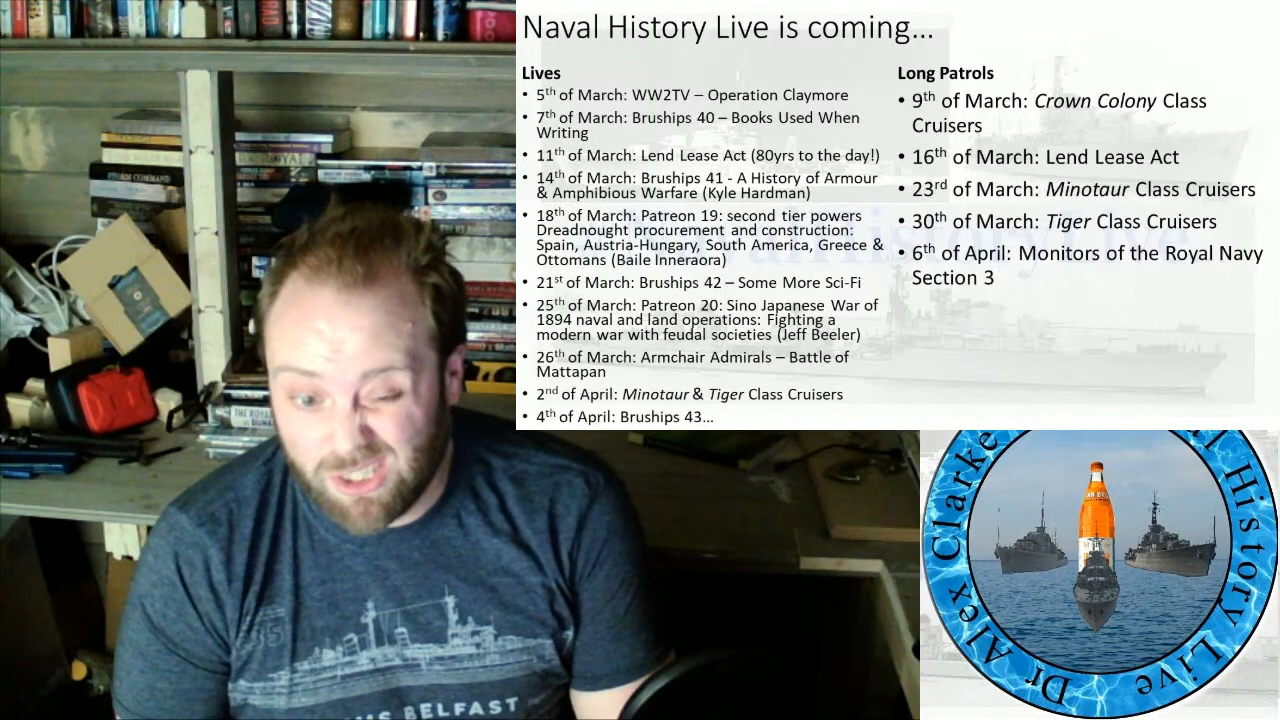 Naval History Live is coming...
Lives
• 5th of March: WW2TV – Operation Claymore
• 7th of March: Bruships 40 – Books Used When
Writing
• 11th of March: Lend Lease Act (80yrs to the day!)
• 14th of March: Bruships 41 - A History of Armour
& Amphibious Warfare (Kyle Hardman)
• 18th of March: Patreon 19: second tier powers
Dreadnought procurement and construction:
Spain, Austria-Hungary, South America, Greece &
Ottomans (Baile Inneraora)
• 21st of March: Bruships 42 – Some More Sci-Fi
• 25th of March: Patreon 20: Sino Japanese War of
1894 naval and land operations: Fighting a
modern war with feudal societies (Jeff Beeler)
• 26th of March: Armchair Admirals – Battle of
Mattapan
• 2nd of April: Minotaur & Tiger Class Cruisers
• 4th of April: Bruships 43...
Long Patrols
• 9th of March: Crown Colony Class
Cruisers
• 16th of March: Lend Lease Act
• 23rd of March: Minotaur Class Cruisers
• 30th of March: Tiger Class Cruisers
• 6th of April: Monitors of the Royal Navy
Section 3
STORM COMMAND
THE ROYAL
BELFAST
Dr Alex Clarke
History Live